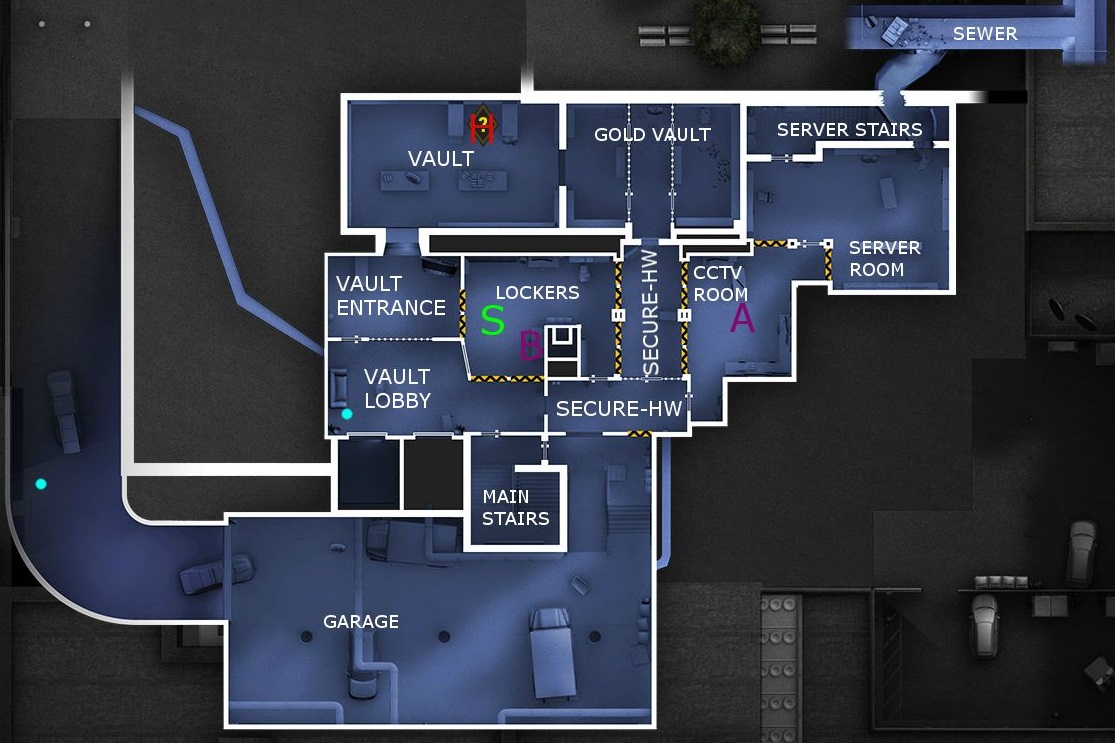 SEWER
GOLD VAULT
SERVER STAIRS
?
H
VAULT
SERVER
ROOM
SECURE-HW
CCTV
ROOM
A
VAULT
ENTRANCE
LOCKERS
S
B
VAULT
LOBBY
SECURE-HW
MAIN
STAIRS
GARAGE